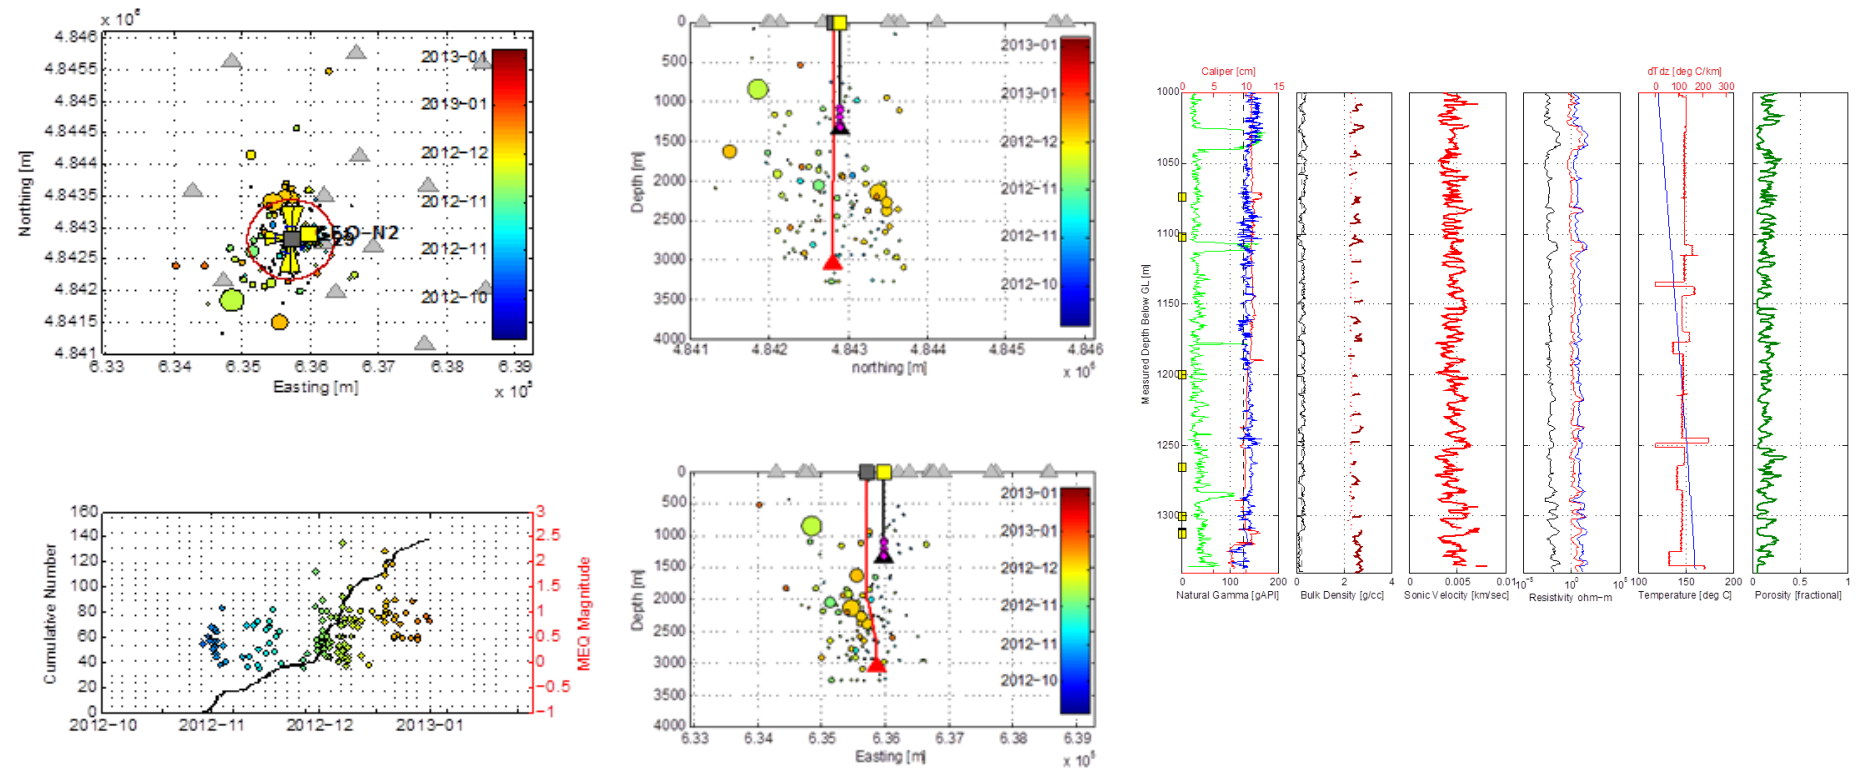 x 10⁶
4.846
4.8455
4.845
4.8445
4.844
4.8435
4.843
4.8425
4.842
4.8415
4.841
Northing [m]
2013-01
2019-01
2012-12
2012-11
2012-11
2012-10
6.33 6.34 6.35 6.36 6.37 6.38 6.39
Easting [m]
x 10⁵
0
500
1000
1500
2000
2500
3000
3500
4000
Depth [m]
2013-01
2013-01
2012-12
2012-11
2012-11
2012-10
4.841 4.842 4.843 4.844 4.845 4.846
northing [m]
x 10⁶
160
140
120
100
80
60
40
20
0
Cumulative Number
3
2.5
2
1.5
1
0.5
0
-0.5
-1
MEQ Magnitude
2012-10 2012-11 2012-12 2013-01
0
500
1000
1500
2000
2500
3000
3500
4000
Depth [m]
2013-01
2013-01
2012-12
2012-11
2012-11
2012-10
6.33 6.34 6.35 6.36 6.37 6.38 6.39
Easting [m]
x 10⁵
Caliper [cm]
0 5 10 15
dTdz [deg C/km]
0 100 200 300
1000
1050
1100
1150
1200
1250
1300
Measured Depth Below GL [m]
0 100 200
Natural Gamma [gAPI]
0 2 4
Bulk Density [g/cc]
0 0.005 0.01
Sonic Velocity [km/sec]
10⁰
Resistivity ohm-m
100 150 200
Temperature [deg C]
0 0.5 1
Porosity [fractional]